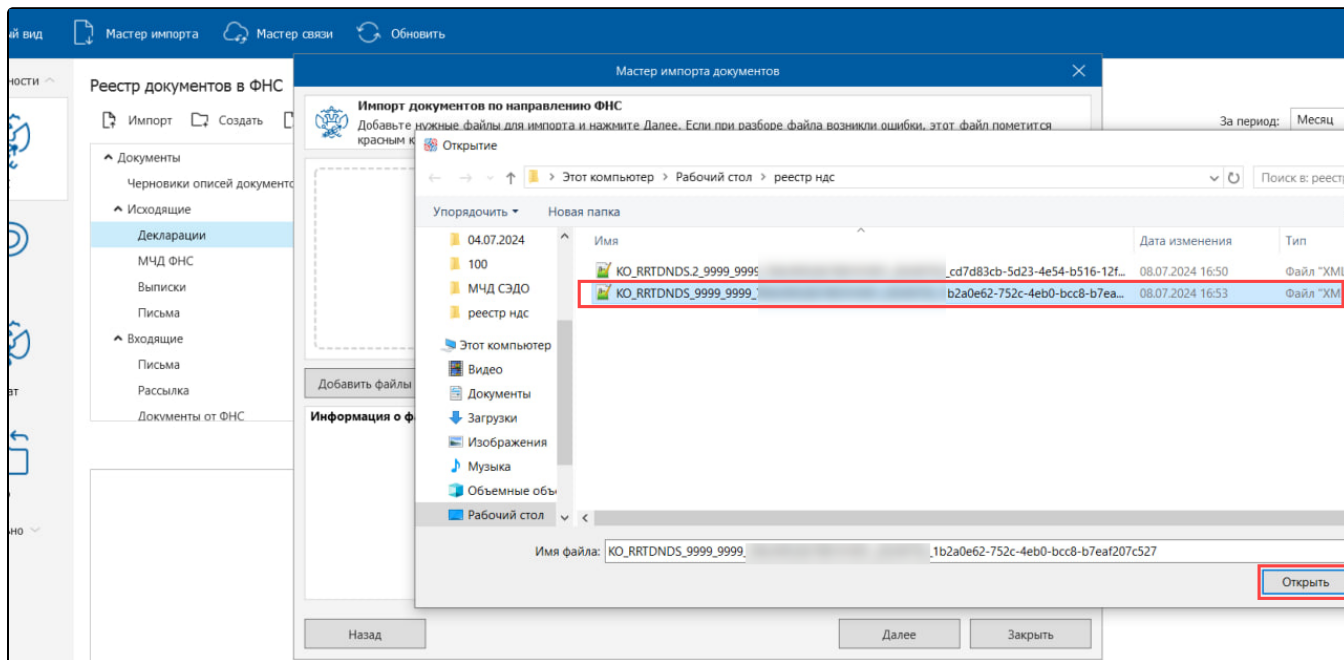 ый вид
Мастер импорта
Мастер связи
Обновить
ности
Реестр документов в ФНС
Импорт
Создать
Документы
Черновики описей документо
Исходящие
Декларации
МЧД ФНС
Выписки
Письма
Входящие
Письма
Рассылка
Документы от ФНС
ат
ьно
За период:
Месяц
Мастер импорта документов
Импорт документов по направлению ФНС
Добавьте нужные файлы для импорта и нажмите Далее. Если при разборе файла возникли ошибки, этот файл пометится
красным к
Добавить файлы
Информация о ф
Назад
Далее
Закрыть
Открытие
Этот компьютер > Рабочий стол > реестр ндс
Поиск в: реест
Упорядочить
Новая папка
04.07.2024
100
МЧД СЭДО
реестр ндс
Этот компьютер
Видео
Документы
Загрузки
Изображения
Музыка
Объемные объ
Рабочий стол
Имя
Дата изменения
Тип
KO_RRTDNDS.2_9999_9999 _cd7d83cb-5d23-4e54-b516-12f... 08.07.2024 16:50 Файл "XML
KO_RRTDNDS_9999_9999_ b2a0e62-752c-4eb0-bcc8-b7ea... 08.07.2024 16:53 Файл "XM
Имя файла: KO_RRTDNDS_9999_9999_ _1b2a0e62-752c-4eb0-bcc8-b7eaf207c527
Открыть